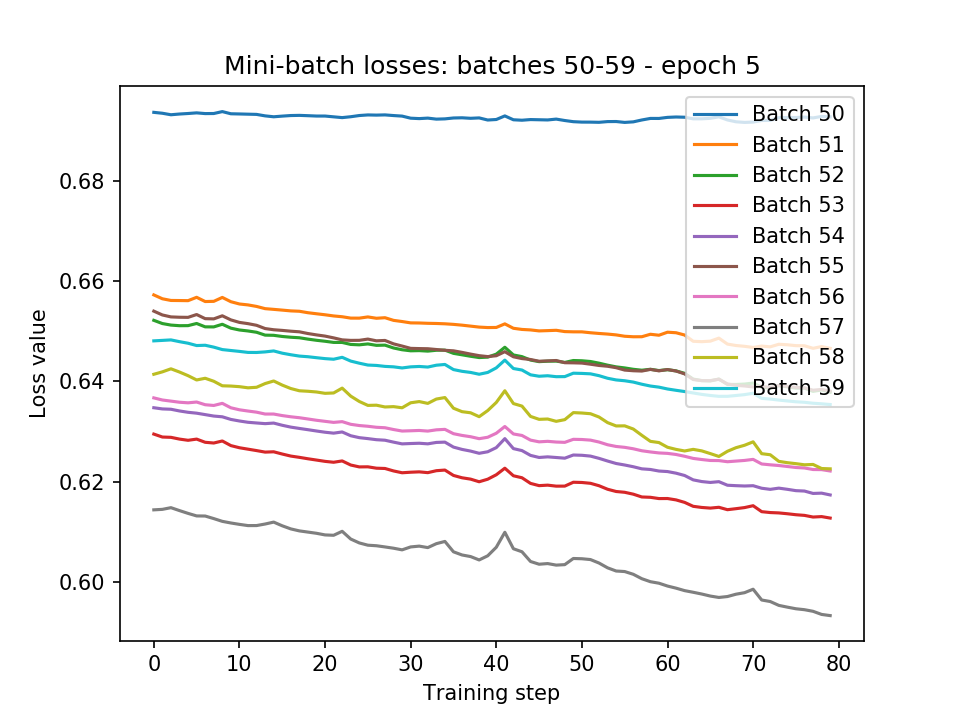 Mini-batch losses: batches 50-59 - epoch 5
Batch 50
Batch 51
Batch 52
Batch 53
Batch 54
Batch 55
Batch 56
Batch 57
Batch 58
Batch 59
0.68
0.66
0.64
0.62
0.60
Loss value
0 10 20 30 40 50 60 70 80
Training step